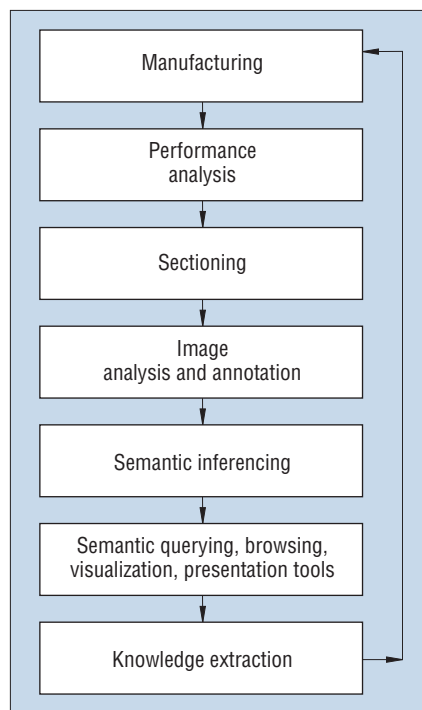 Manufacturing
Performance
analysis
Sectioning
Image
analysis and annotation
Semantic inferencing
Semantic querying, browsing,
visualization, presentation tools
Knowledge extraction